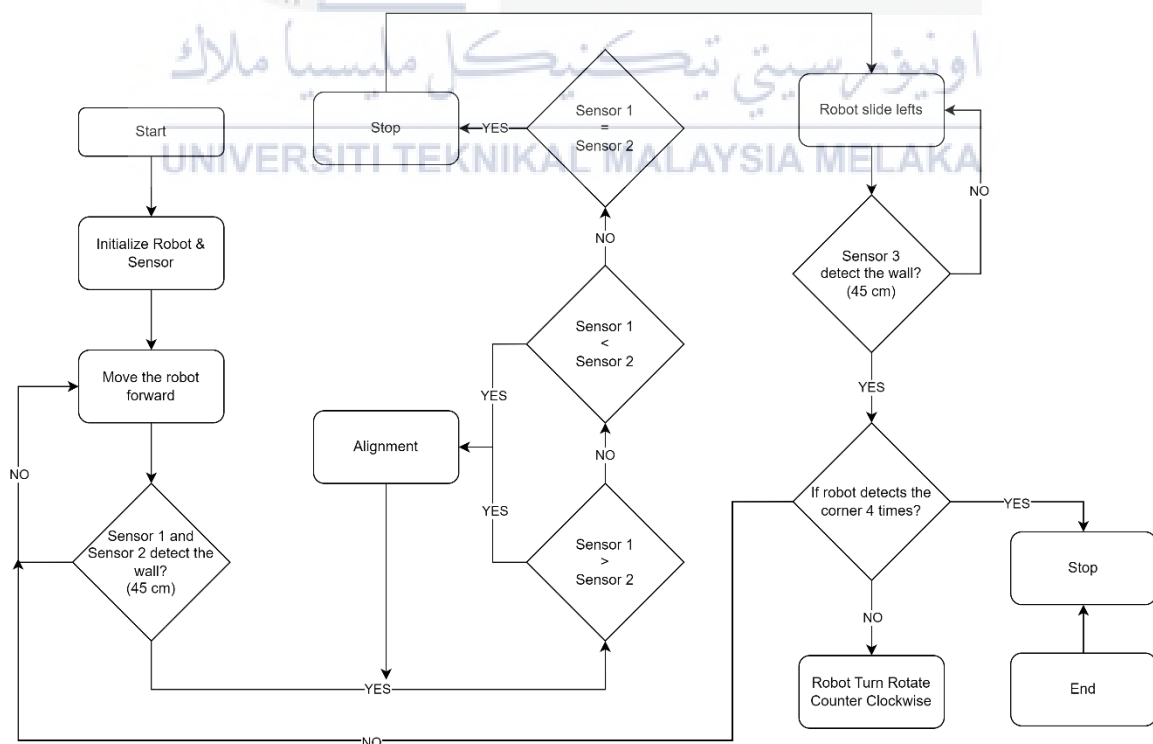 اونيۏرسيتي تيكنيكل مليسيا ملاك
UNIVERSITI TEKNIKAL MALAYSIA MELAKA
Start
Initialize Robot &
Sensor
Move the robot
forward
NO
Sensor 1 and
Sensor 2 detect the
wall?
(45 cm)
YES
NO
Stop
YES
Sensor 1
=
Sensor 2
NO
Sensor 1
<
Sensor 2
YES
Alignment
NO
YES
Sensor 1
>
Sensor 2
Robot slide lefts
NO
Sensor 3
detect the wall?
(45 cm)
YES
If robot detects the
corner 4 times?
YES
NO
Stop
Robot Turn Rotate
Counter Clockwise
End